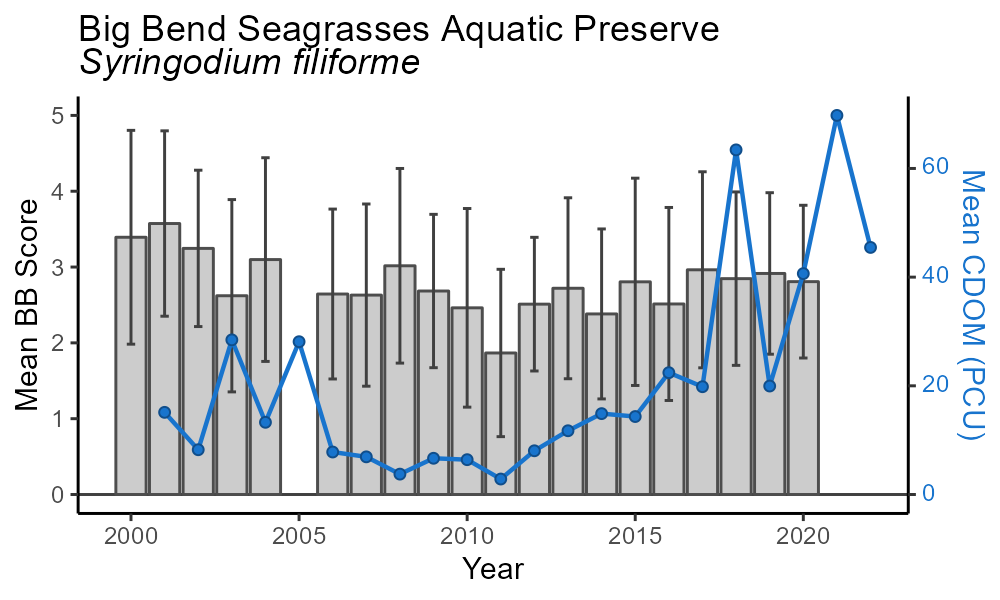 Big Bend Seagrasses Aquatic Preserve
Syringodium filiforme
Mean BB Score
5
4
3
2
1
0
60
40
20
0
Mean CDOM (PCU)
2000 2005 2010 2015 2020
Year